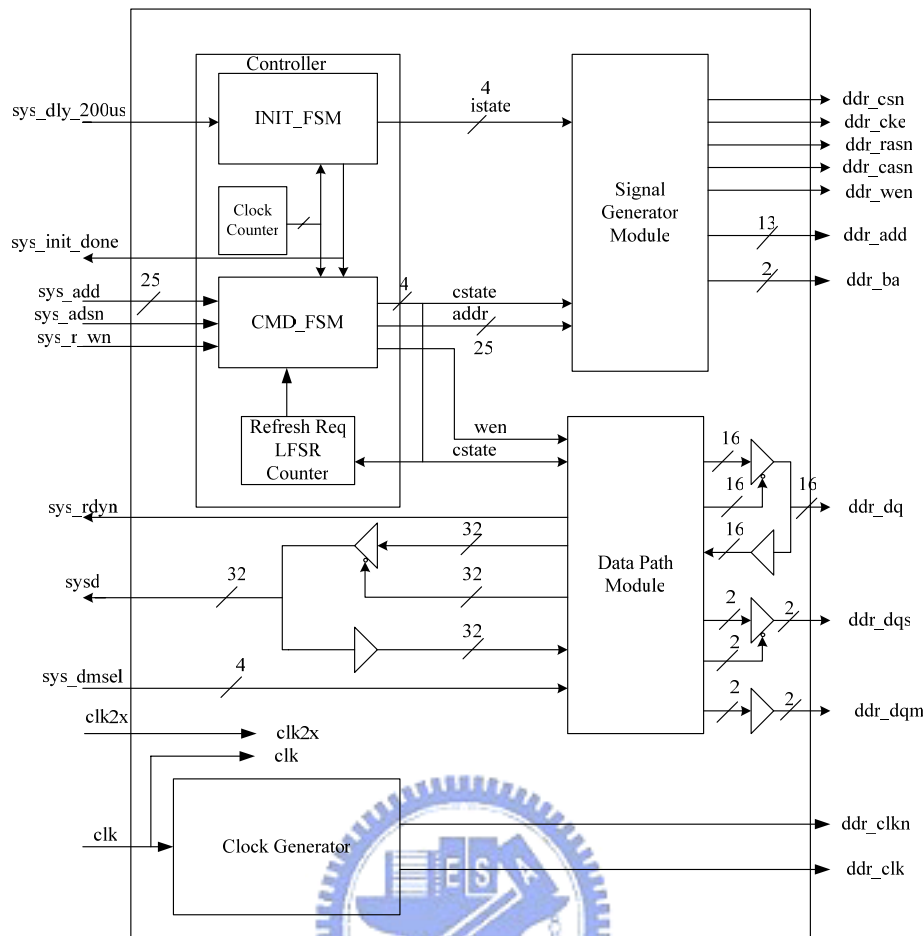 Controller
sys_dly_200us
INIT_FSM
4
istate
ddr_csn
ddr_cke
ddr_rasn
ddr_casn
ddr_wen
Signal
Generator
Module
Clock
Counter
sys_init_done
13
ddr_add
2
ddr_ba
sys_add
25
sys_adsn
sys_r_wn
CMD_FSM
4
cstate
addr
25
Refresh Req
LFSR
Counter
wen
cstate
16
16
16
16
ddr_dq
sys_rdyn
32
32
32
sysd
32
Data Path
Module
2
2
2
ddr_dqs
sys_dmsel
4
2
2
ddr_dqm
clk2x
clk2x
clk
clk
Clock Generator
ddr_clkn
ddr_clk
E S A